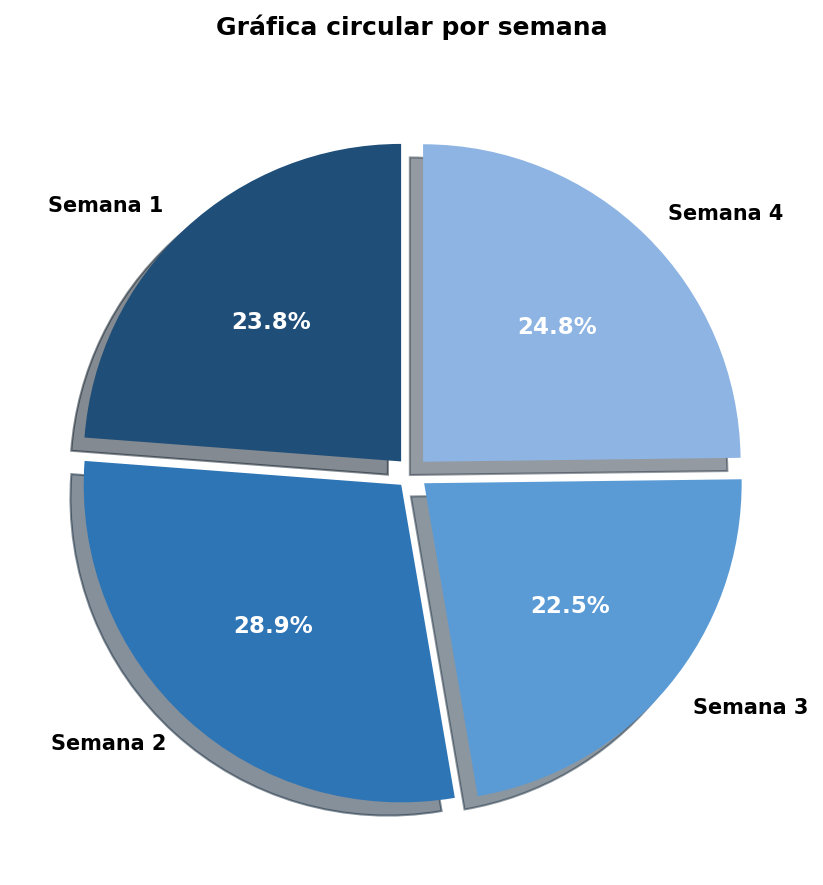 Gráfica circular por semana
Semana 1
Semana 4
23.8%
24.8%
28.9%
22.5%
Semana 2
Semana 3